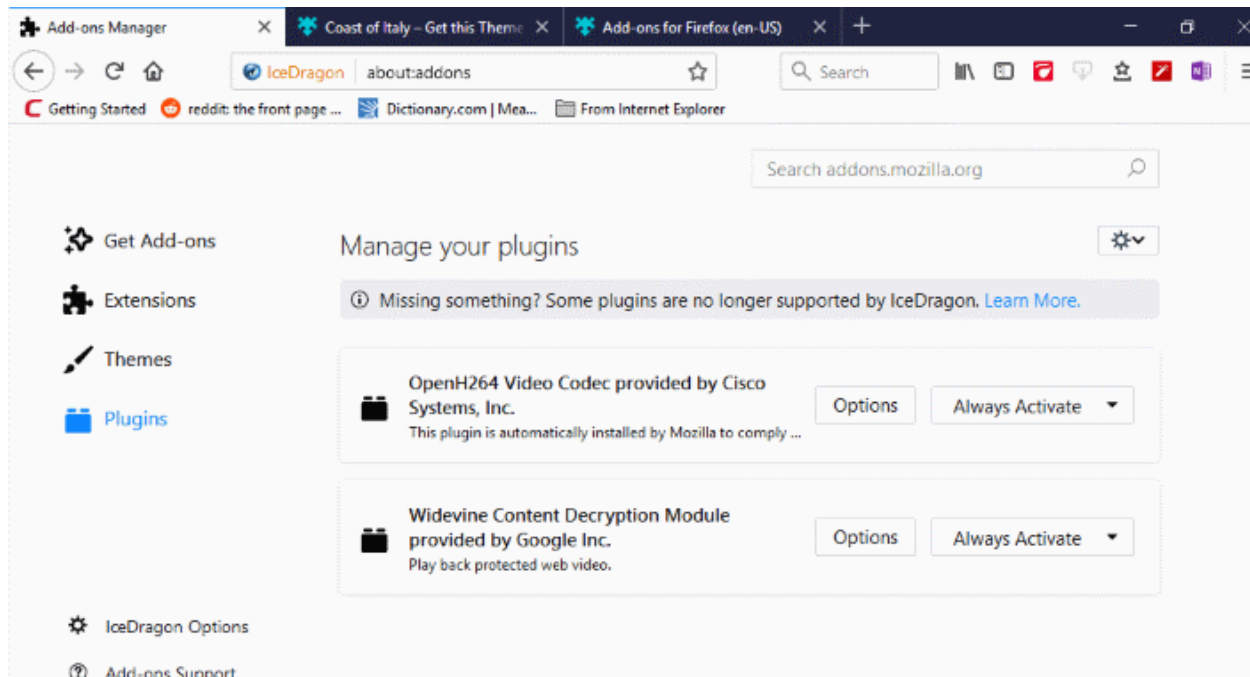 Add-ons Manager
Coast of Italy – Get this Theme
Add-ons for Firefox (en-US)
IceDragon
about:addons
Search
Getting Started
reddit: the front page ...
Dictionary.com | Mea...
From Internet Explorer
Search addons.mozilla.org
Get Add-ons
Extensions
Themes
Plugins
Manage your plugins
Missing something? Some plugins are no longer supported by IceDragon. Learn More.
OpenH264 Video Codec provided by Cisco
Systems, Inc.
This plugin is automatically installed by Mozilla to comply ...
Options
Always Activate
Widevine Content Decryption Module
provided by Google Inc.
Play back protected web video.
Options
Always Activate
IceDragon Options
Add-ons Support